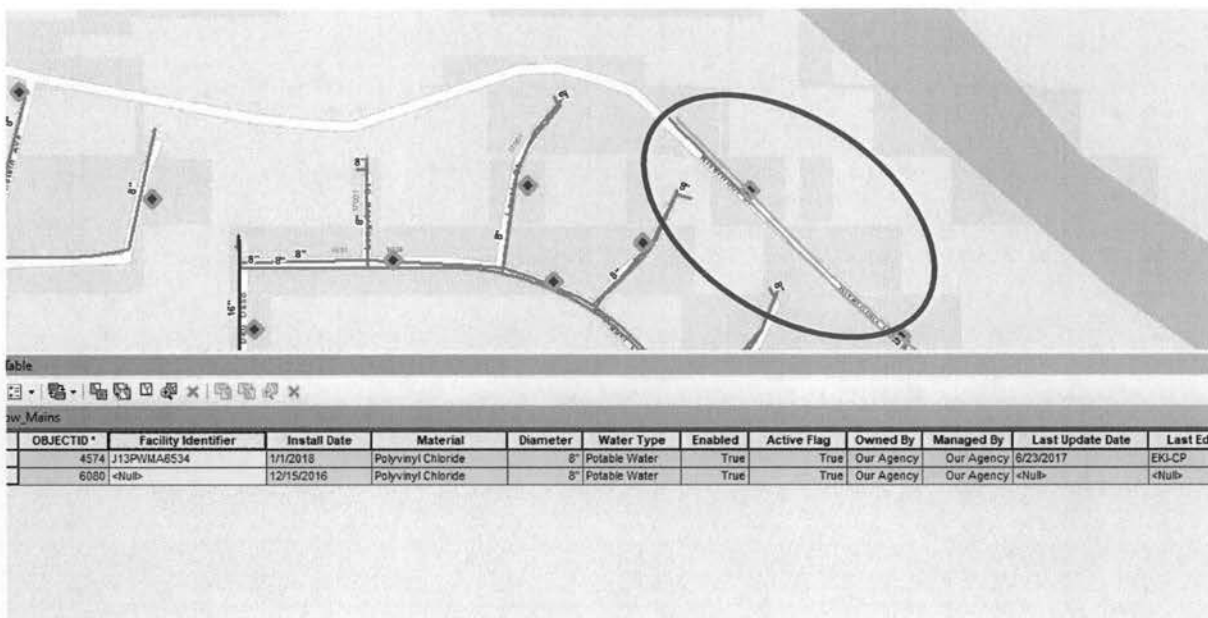 8"
8"
8"
8"
8"
8"
8"
8"
8"
8"
16"
Table
ow_Mains
OBJECTID * Facility Identifier Install Date Material Diameter Water Type Enabled Active Flag Owned By Managed By Last Update Date Last Ed
4574 J13PWMA6534 1/1/2018 Polyvinyl Chloride 8" Potable Water True True Our Agency Our Agency 6/23/2017 EKI-CP
6080 <Null> 12/15/2016 Polyvinyl Chloride 8" Potable Water True True Our Agency Our Agency <Null> <Null>